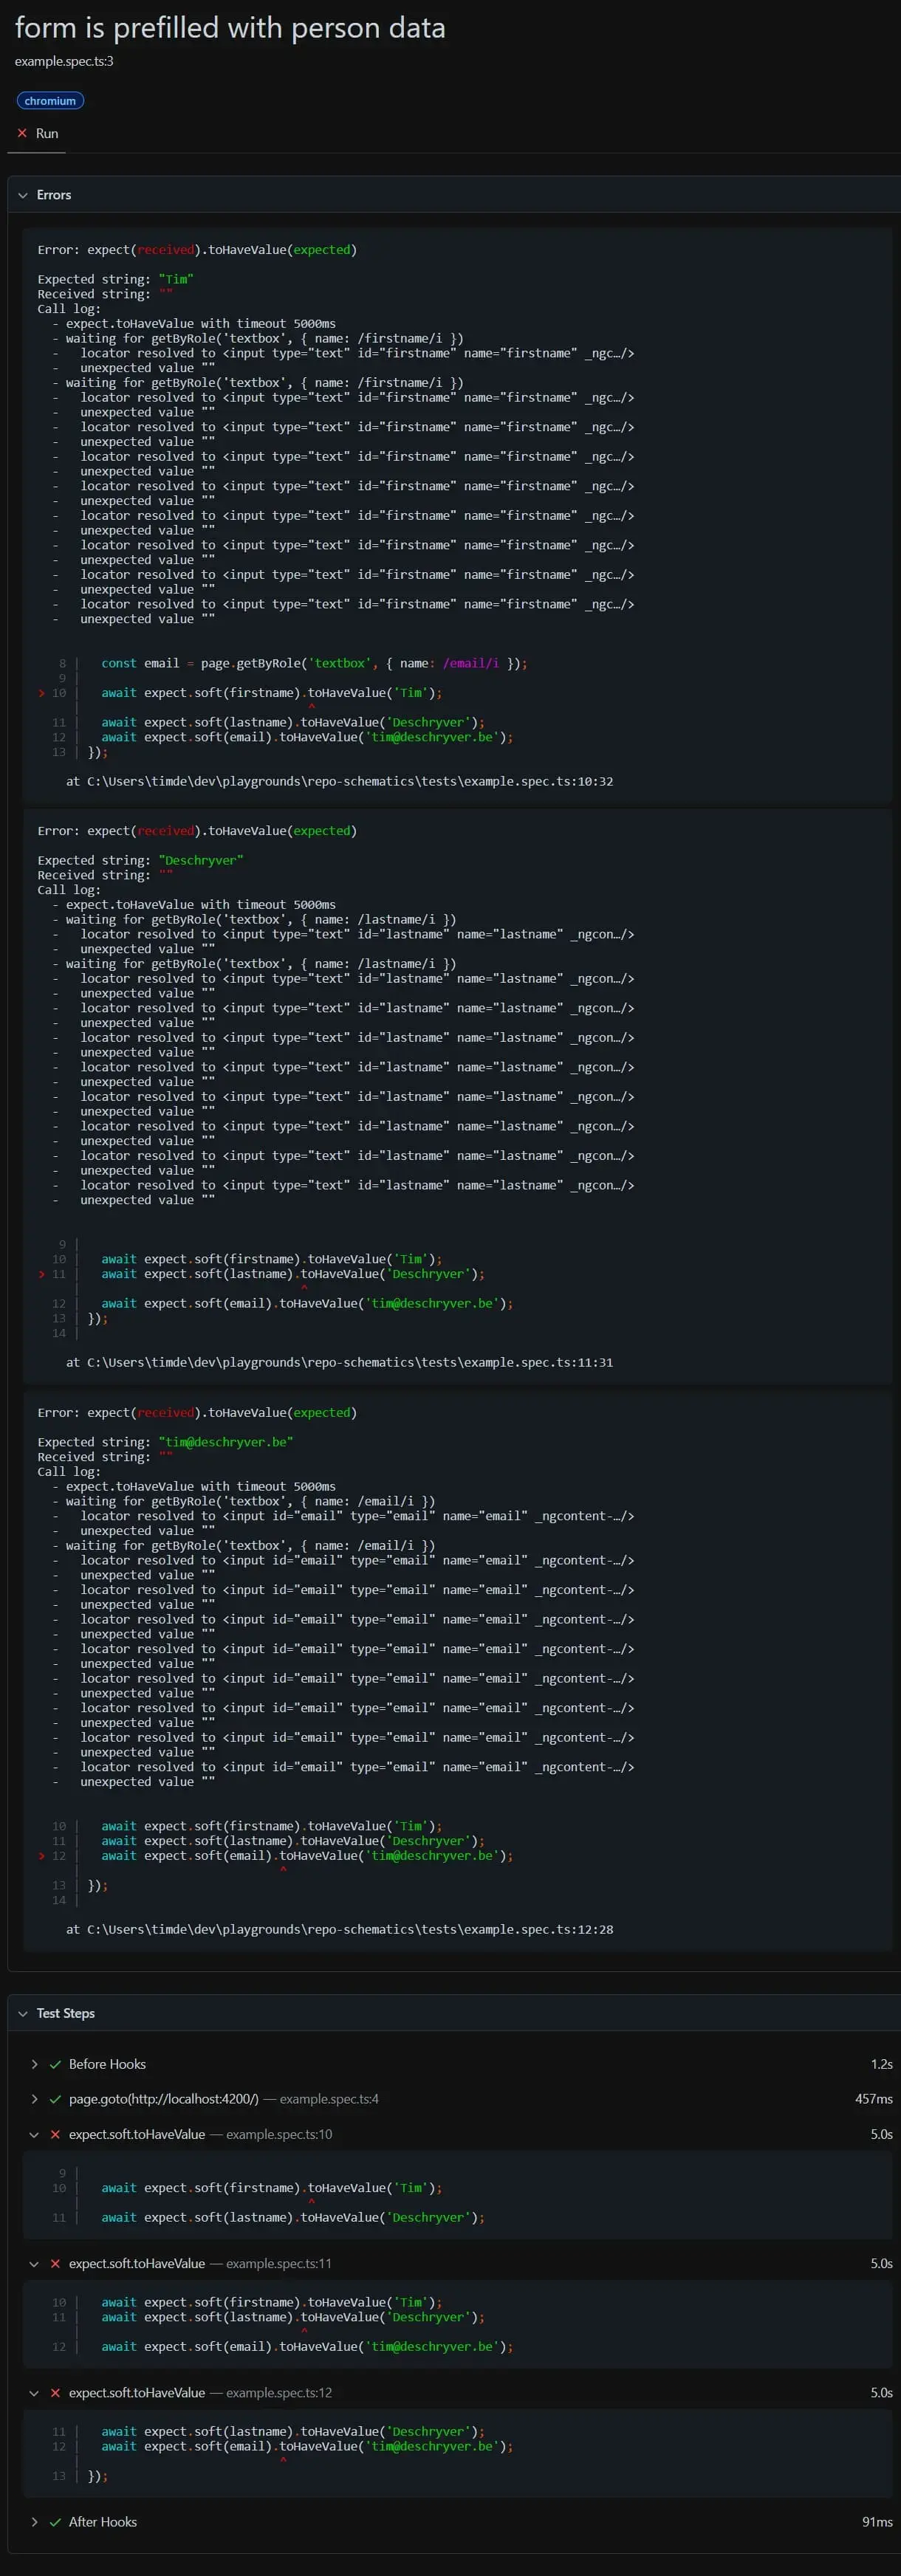 form is prefilled with person data
example.spec.ts:3
chromium
Run
Errors
Error: expect(received).toHaveValue(expected)
Expected string: "Tim"
Received string: ""
Call log:
- expect.toHaveValue with timeout 5000ms
- waiting for getByRole('textbox', { name: /firstname/i })
-   locator resolved to <input type="text" id="firstname" name="firstname" _ngc…/>
-   unexpected value ""
- waiting for getByRole('textbox', { name: /firstname/i })
-   locator resolved to <input type="text" id="firstname" name="firstname" _ngc…/>
-   unexpected value ""
-   locator resolved to <input type="text" id="firstname" name="firstname" _ngc…/>
-   unexpected value ""
-   locator resolved to <input type="text" id="firstname" name="firstname" _ngc…/>
-   unexpected value ""
-   locator resolved to <input type="text" id="firstname" name="firstname" _ngc…/>
-   unexpected value ""
-   locator resolved to <input type="text" id="firstname" name="firstname" _ngc…/>
-   unexpected value ""
-   locator resolved to <input type="text" id="firstname" name="firstname" _ngc…/>
-   unexpected value ""
-   locator resolved to <input type="text" id="firstname" name="firstname" _ngc…/>
-   unexpected value ""
-   locator resolved to <input type="text" id="firstname" name="firstname" _ngc…/>
-   unexpected value ""
8 |   const email = page.getByRole('textbox', { name: /email/i });
9 |
> 10 |   await expect.soft(firstname).toHaveValue('Tim');
|                                ^
11 |   await expect.soft(lastname).toHaveValue('Deschryver');
12 |   await expect.soft(email).toHaveValue('tim@deschryver.be');
13 | });
at C:\Users\timde\dev\playgrounds\repo-schematics\tests\example.spec.ts:10:32
Error: expect(received).toHaveValue(expected)
Expected string: "Deschryver"
Received string: ""
Call log:
- expect.toHaveValue with timeout 5000ms
- waiting for getByRole('textbox', { name: /lastname/i })
-   locator resolved to <input type="text" id="lastname" name="lastname" _ngcon…/>
-   unexpected value ""
- waiting for getByRole('textbox', { name: /lastname/i })
-   locator resolved to <input type="text" id="lastname" name="lastname" _ngcon…/>
-   unexpected value ""
-   locator resolved to <input type="text" id="lastname" name="lastname" _ngcon…/>
-   unexpected value ""
-   locator resolved to <input type="text" id="lastname" name="lastname" _ngcon…/>
-   unexpected value ""
-   locator resolved to <input type="text" id="lastname" name="lastname" _ngcon…/>
-   unexpected value ""
-   locator resolved to <input type="text" id="lastname" name="lastname" _ngcon…/>
-   unexpected value ""
-   locator resolved to <input type="text" id="lastname" name="lastname" _ngcon…/>
-   unexpected value ""
-   locator resolved to <input type="text" id="lastname" name="lastname" _ngcon…/>
-   unexpected value ""
-   locator resolved to <input type="text" id="lastname" name="lastname" _ngcon…/>
-   unexpected value ""
9 |
10 |   await expect.soft(firstname).toHaveValue('Tim');
> 11 |   await expect.soft(lastname).toHaveValue('Deschryver');
|                               ^
12 |   await expect.soft(email).toHaveValue('tim@deschryver.be');
13 | });
14 |
at C:\Users\timde\dev\playgrounds\repo-schematics\tests\example.spec.ts:11:31
Error: expect(received).toHaveValue(expected)
Expected string: "tim@deschryver.be"
Received string: ""
Call log:
- expect.toHaveValue with timeout 5000ms
- waiting for getByRole('textbox', { name: /email/i })
-   locator resolved to <input id="email" type="email" name="email" _ngcontent-…/>
-   unexpected value ""
- waiting for getByRole('textbox', { name: /email/i })
-   locator resolved to <input id="email" type="email" name="email" _ngcontent-…/>
-   unexpected value ""
-   locator resolved to <input id="email" type="email" name="email" _ngcontent-…/>
-   unexpected value ""
-   locator resolved to <input id="email" type="email" name="email" _ngcontent-…/>
-   unexpected value ""
-   locator resolved to <input id="email" type="email" name="email" _ngcontent-…/>
-   unexpected value ""
-   locator resolved to <input id="email" type="email" name="email" _ngcontent-…/>
-   unexpected value ""
-   locator resolved to <input id="email" type="email" name="email" _ngcontent-…/>
-   unexpected value ""
-   locator resolved to <input id="email" type="email" name="email" _ngcontent-…/>
-   unexpected value ""
-   locator resolved to <input id="email" type="email" name="email" _ngcontent-…/>
-   unexpected value ""
10 |   await expect.soft(firstname).toHaveValue('Tim');
11 |   await expect.soft(lastname).toHaveValue('Deschryver');
> 12 |   await expect.soft(email).toHaveValue('tim@deschryver.be');
|                            ^
13 | });
14 |
at C:\Users\timde\dev\playgrounds\repo-schematics\tests\example.spec.ts:12:28
Test Steps
Before Hooks 1.2s
page.goto(http://localhost:4200/) — example.spec.ts:4 457ms
expect.soft.toHaveValue — example.spec.ts:10 5.0s
9 |
10 |   await expect.soft(firstname).toHaveValue('Tim');
|                                ^
11 |   await expect.soft(lastname).toHaveValue('Deschryver');
expect.soft.toHaveValue — example.spec.ts:11 5.0s
10 |   await expect.soft(firstname).toHaveValue('Tim');
11 |   await expect.soft(lastname).toHaveValue('Deschryver');
|                               ^
12 |   await expect.soft(email).toHaveValue('tim@deschryver.be');
expect.soft.toHaveValue — example.spec.ts:12 5.0s
11 |   await expect.soft(lastname).toHaveValue('Deschryver');
12 |   await expect.soft(email).toHaveValue('tim@deschryver.be');
|                            ^
13 | });
After Hooks 91ms